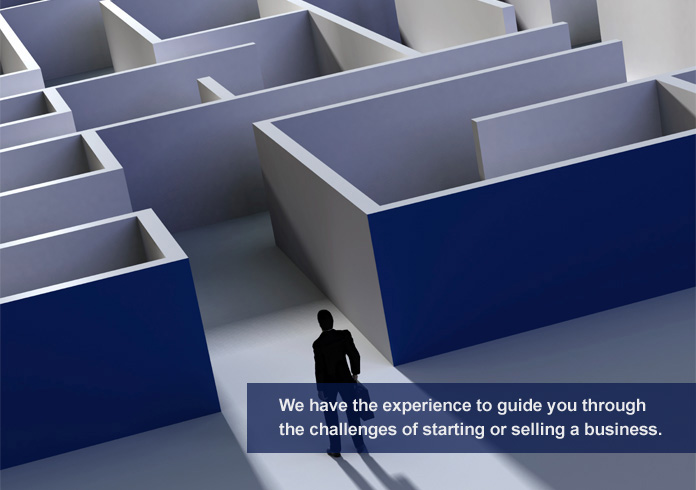 We have the experience to guide you through
the challenges of starting or selling a business.